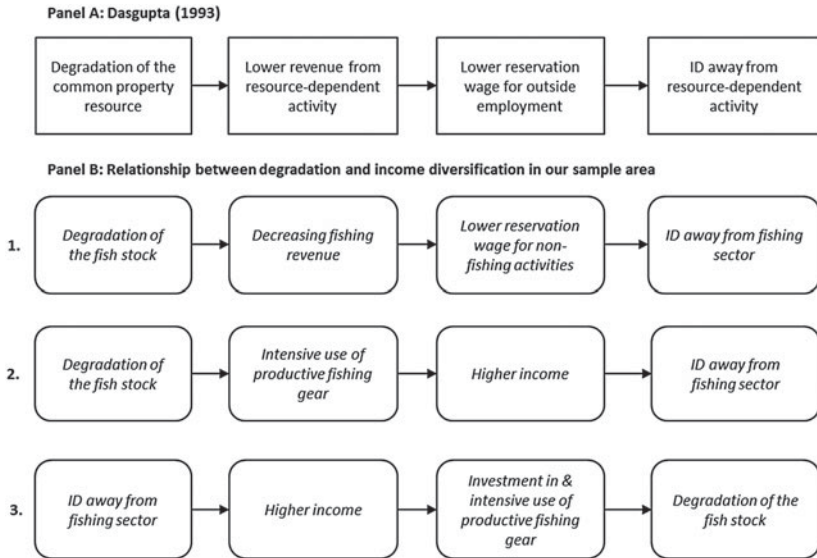 Panel A: Dasgupta (1993)
Degradation of the
common property
resource
Lower revenue from
resource-dependent
activity
Lower reservation
wage for outside
employment
ID away from
resource-dependent
activity
Panel B: Relationship between degradation and income diversification in our sample area
1.
Degradation of
the fish stock
Decreasing fishing
revenue
Lower reservation
wage for non-
fishing activities
ID away from fishing
sector
2.
Degradation of
the fish stock
Intensive use of
productive fishing
gear
Higher income
ID away from
fishing sector
3.
ID away from
fishing sector
Higher income
Investment in &
intensive use of
productive fishing
gear
Degradation of the
fish stock